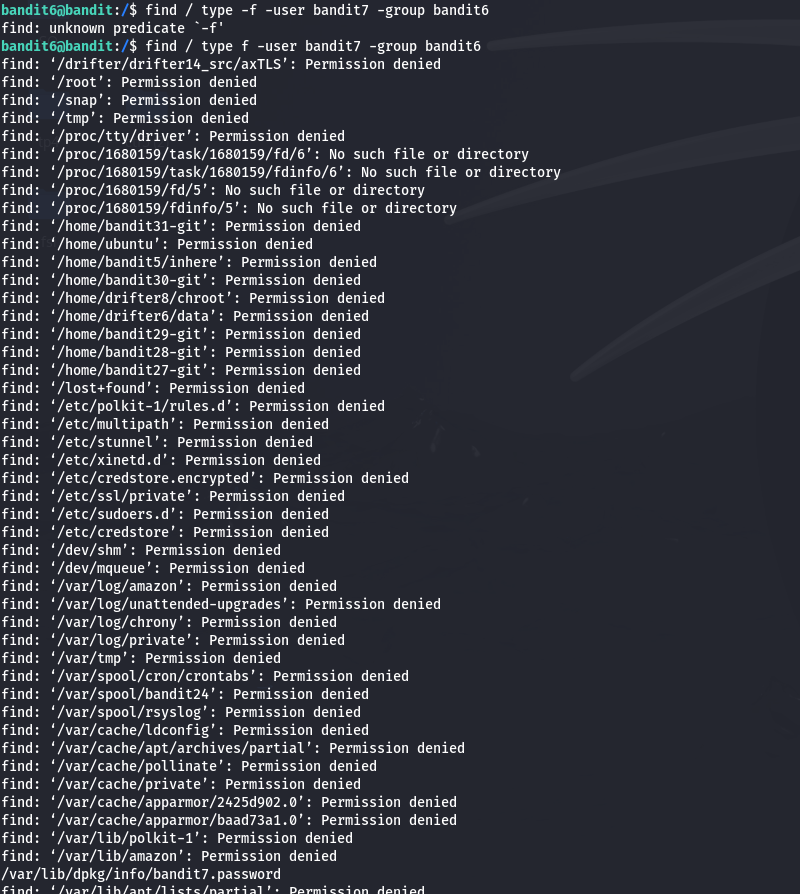 bandit6@bandit:/$ find / type -f -user bandit7 -group bandit6
find: unknown predicate `-f'
bandit6@bandit:/$ find / type f -user bandit7 -group bandit6
find: ‘/drifter/drifter14_src/axTLS’: Permission denied
find: ‘/root’: Permission denied
find: ‘/snap’: Permission denied
find: ‘/tmp’: Permission denied
find: ‘/proc/tty/driver’: Permission denied
find: ‘/proc/1680159/task/1680159/fd/6’: No such file or directory
find: ‘/proc/1680159/task/1680159/fdinfo/6’: No such file or directory
find: ‘/proc/1680159/fd/5’: No such file or directory
find: ‘/proc/1680159/fdinfo/5’: No such file or directory
find: ‘/home/bandit31-git’: Permission denied
find: ‘/home/ubuntu’: Permission denied
find: ‘/home/bandit5/inhere’: Permission denied
find: ‘/home/bandit30-git’: Permission denied
find: ‘/home/drifter8/chroot’: Permission denied
find: ‘/home/drifter6/data’: Permission denied
find: ‘/home/bandit29-git’: Permission denied
find: ‘/home/bandit28-git’: Permission denied
find: ‘/home/bandit27-git’: Permission denied
find: ‘/lost+found’: Permission denied
find: ‘/etc/polkit-1/rules.d’: Permission denied
find: ‘/etc/multipath’: Permission denied
find: ‘/etc/stunnel’: Permission denied
find: ‘/etc/xinetd.d’: Permission denied
find: ‘/etc/credstore.encrypted’: Permission denied
find: ‘/etc/ssl/private’: Permission denied
find: ‘/etc/sudoers.d’: Permission denied
find: ‘/etc/credstore’: Permission denied
find: ‘/dev/shm’: Permission denied
find: ‘/dev/mqueue’: Permission denied
find: ‘/var/log/amazon’: Permission denied
find: ‘/var/log/unattended-upgrades’: Permission denied
find: ‘/var/log/chrony’: Permission denied
find: ‘/var/log/private’: Permission denied
find: ‘/var/tmp’: Permission denied
find: ‘/var/spool/cron/crontabs’: Permission denied
find: ‘/var/spool/bandit24’: Permission denied
find: ‘/var/spool/rsyslog’: Permission denied
find: ‘/var/cache/ldconfig’: Permission denied
find: ‘/var/cache/apt/archives/partial’: Permission denied
find: ‘/var/cache/pollinate’: Permission denied
find: ‘/var/cache/private’: Permission denied
find: ‘/var/cache/apparmor/2425d902.0’: Permission denied
find: ‘/var/cache/apparmor/baad73a1.0’: Permission denied
find: ‘/var/lib/polkit-1’: Permission denied
find: ‘/var/lib/amazon’: Permission denied
/var/lib/dpkg/info/bandit7.password
find: ‘/var/lib/apt/lists/partial’: Permission denied